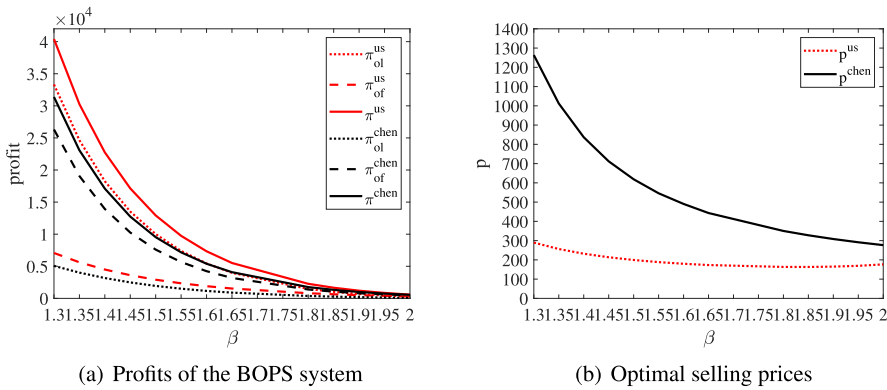 ×10⁴
4
3.5
3
2.5
2
1.5
1
0.5
0
profit
1.3 1.35 1.4 1.45 1.5 1.55 1.6 1.65 1.7 1.75 1.8 1.85 1.9 1.95 2
β
π^us_ol
π^us_of
π^us
π^chen_ol
π^chen_of
π^chen
(a) Profits of the BOPS system
1400
1300
1200
1100
1000
900
800
700
600
500
400
300
200
100
0
p
1.3 1.35 1.4 1.45 1.5 1.55 1.6 1.65 1.7 1.75 1.8 1.85 1.9 1.95 2
β
p^us
p^chen
(b) Optimal selling prices